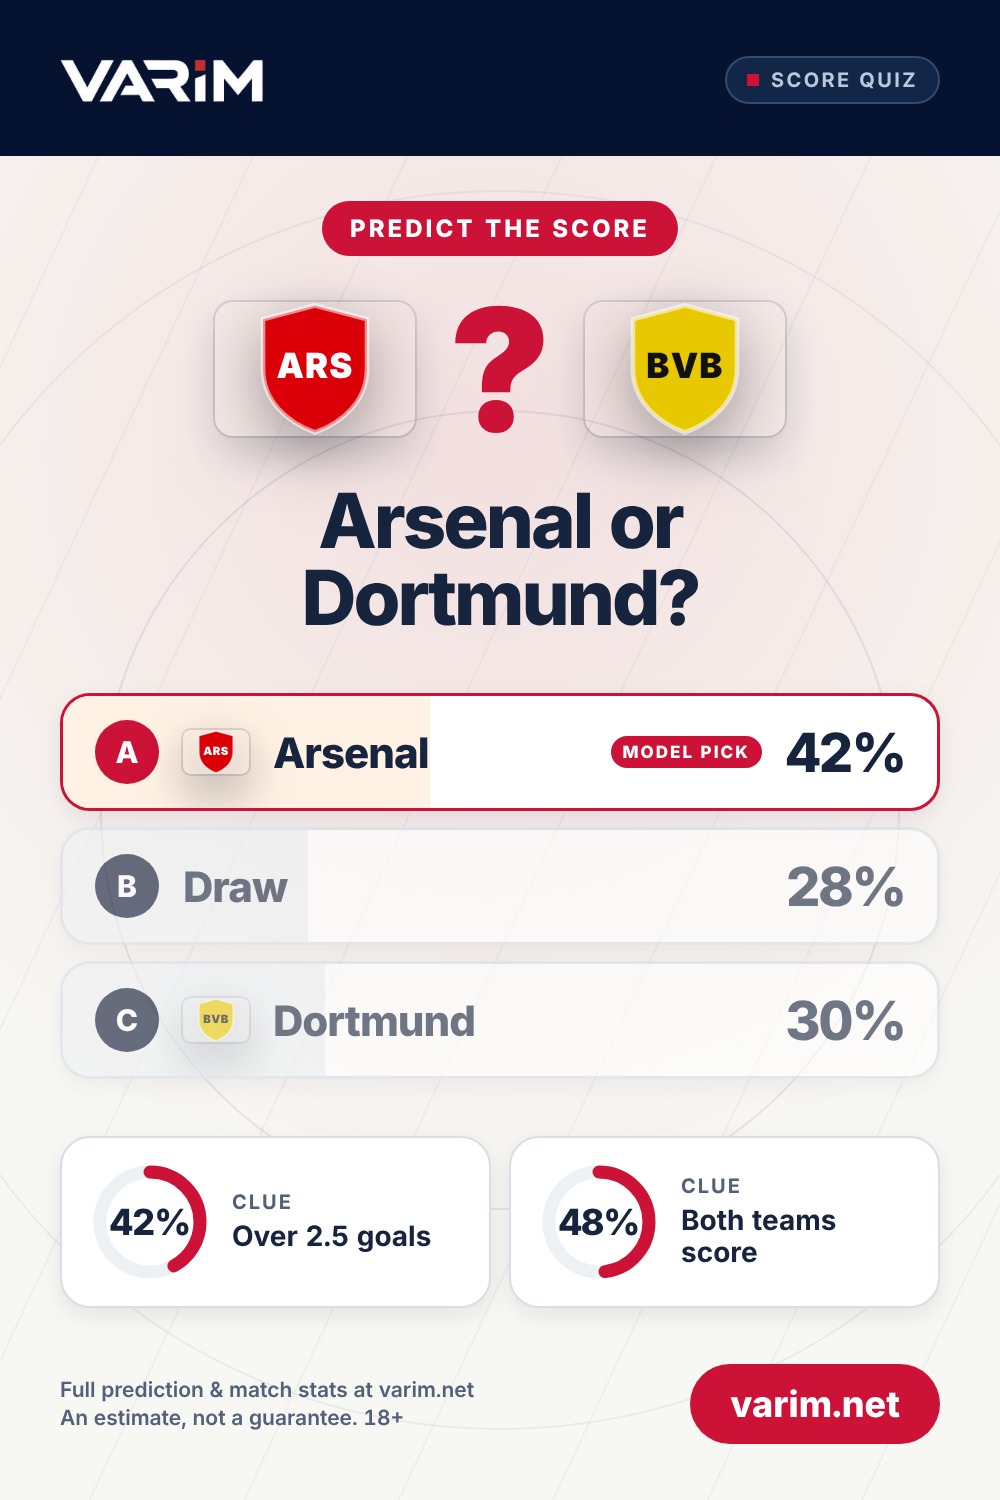 VARiM
SCORE QUIZ
PREDICT THE SCORE
ARS
?
BVB
Arsenal or
Dortmund?
A ARS Arsenal MODEL PICK 42%
B Draw 28%
C BVB Dortmund 30%
42%
CLUE
Over 2.5 goals
48%
CLUE
Both teams
score
Full prediction & match stats at varim.net
An estimate, not a guarantee. 18+
varim.net